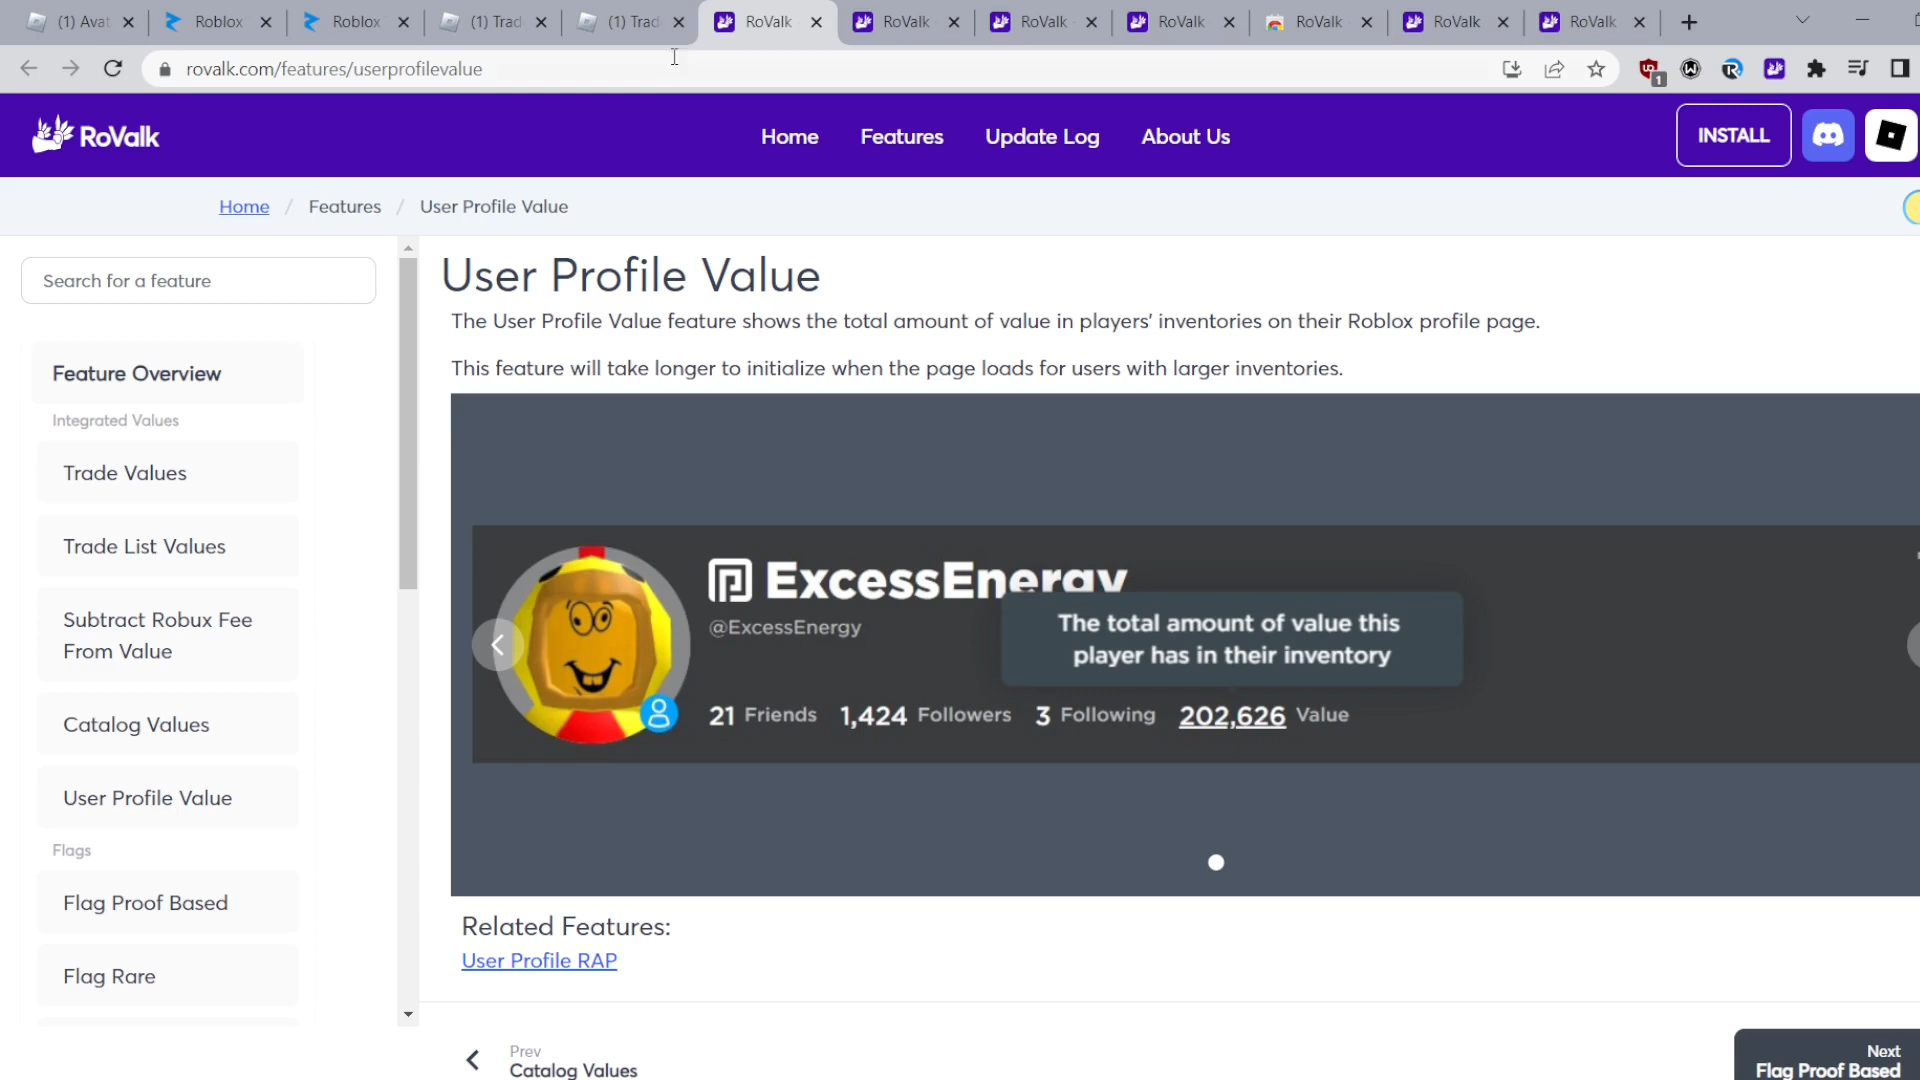 (1) Avat
Roblox
Roblox
(1) Trad
(1) Trad
RoValk
RoValk
RoValk
RoValk
RoValk
RoValk
RoValk
rovalk.com/features/userprofilevalue
1
RoValk
Home
Features
Update Log
About Us
INSTALL
Home / Features / User Profile Value
Search for a feature
Feature Overview
Integrated Values
Trade Values
Trade List Values
Subtract Robux Fee
From Value
Catalog Values
User Profile Value
Flags
Flag Proof Based
Flag Rare
User Profile Value
The User Profile Value feature shows the total amount of value in players' inventories on their Roblox profile page.
This feature will take longer to initialize when the page loads for users with larger inventories.
ExcessEnergy
@ExcessEnergy
The total amount of value this
player has in their inventory
21 Friends 1,424 Followers 3 Following 202,626 Value
Related Features:
User Profile RAP
Prev
Catalog Values
Next
Flag Proof Based